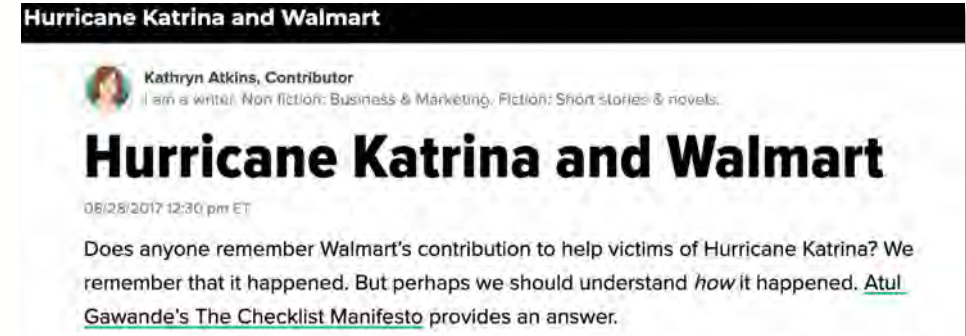 Hurricane Katrina and Walmart
Kathryn Atkins, Contributor
I am a writer. Non fiction: Business & Marketing. Fiction: Short stories & novels.
Hurricane Katrina and Walmart
08/28/2017 12:30 pm ET
Does anyone remember Walmart's contribution to help victims of Hurricane Katrina? We
remember that it happened. But perhaps we should understand how it happened. Atul
Gawande's The Checklist Manifesto provides an answer.